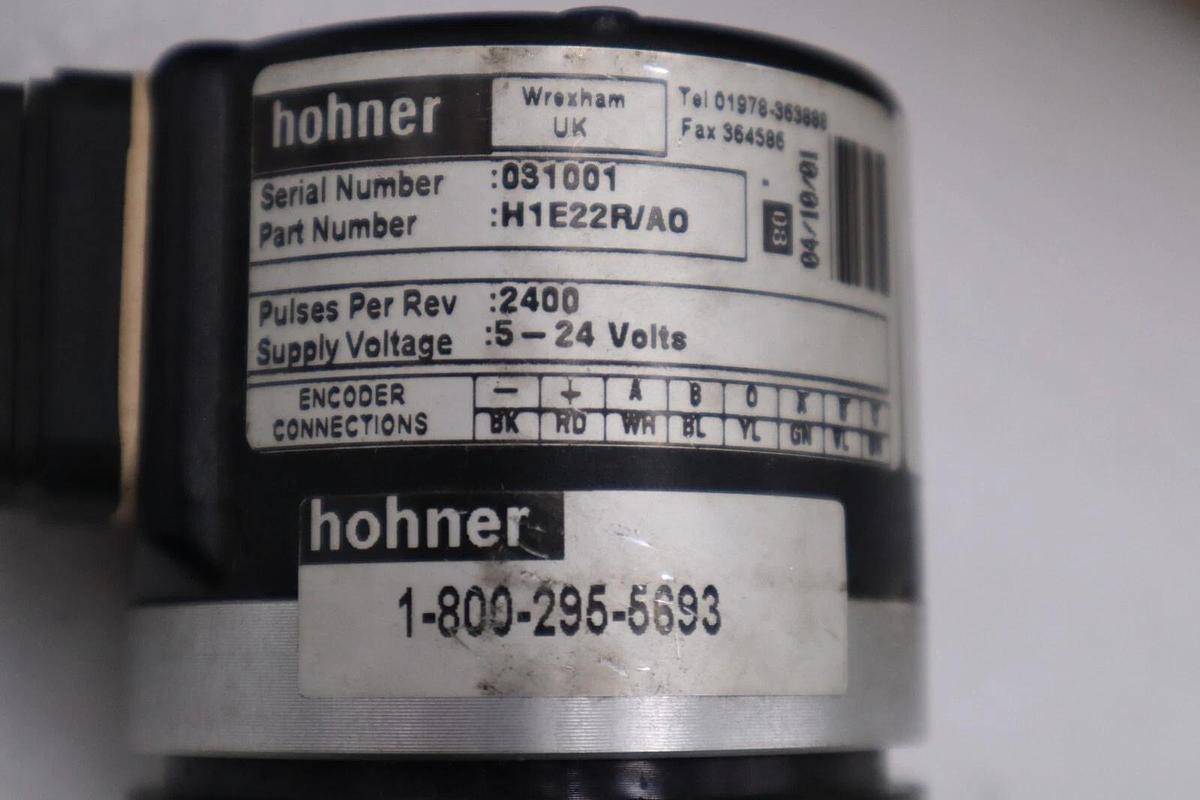 hohner
Wrexham
UK
Tel 01978-363888
Fax 364586
Serial Number :031001
Part Number :H1E22R/A0
08
04/10/01
Pulses Per Rev :2400
Supply Voltage :5-24 Volts
ENCODER CONNECTIONS
- + A B 0
BK RD WH BL YL GN
hohner
1-800-295-5693